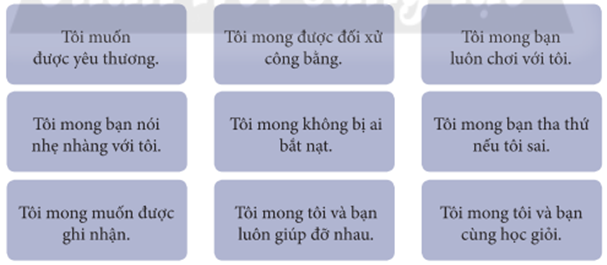 Tôi muốn
được yêu thương.
Tôi mong được đối xử
công bằng.
Tôi mong bạn
luôn chơi với tôi.
Tôi mong bạn nói
nhẹ nhàng với tôi.
Tôi mong không bị ai
bắt nạt.
Tôi mong bạn tha thứ
nếu tôi sai.
Tôi mong muốn được
ghi nhận.
Tôi mong tôi và bạn
luôn giúp đỡ nhau.
Tôi mong tôi và bạn
cùng học giỏi.